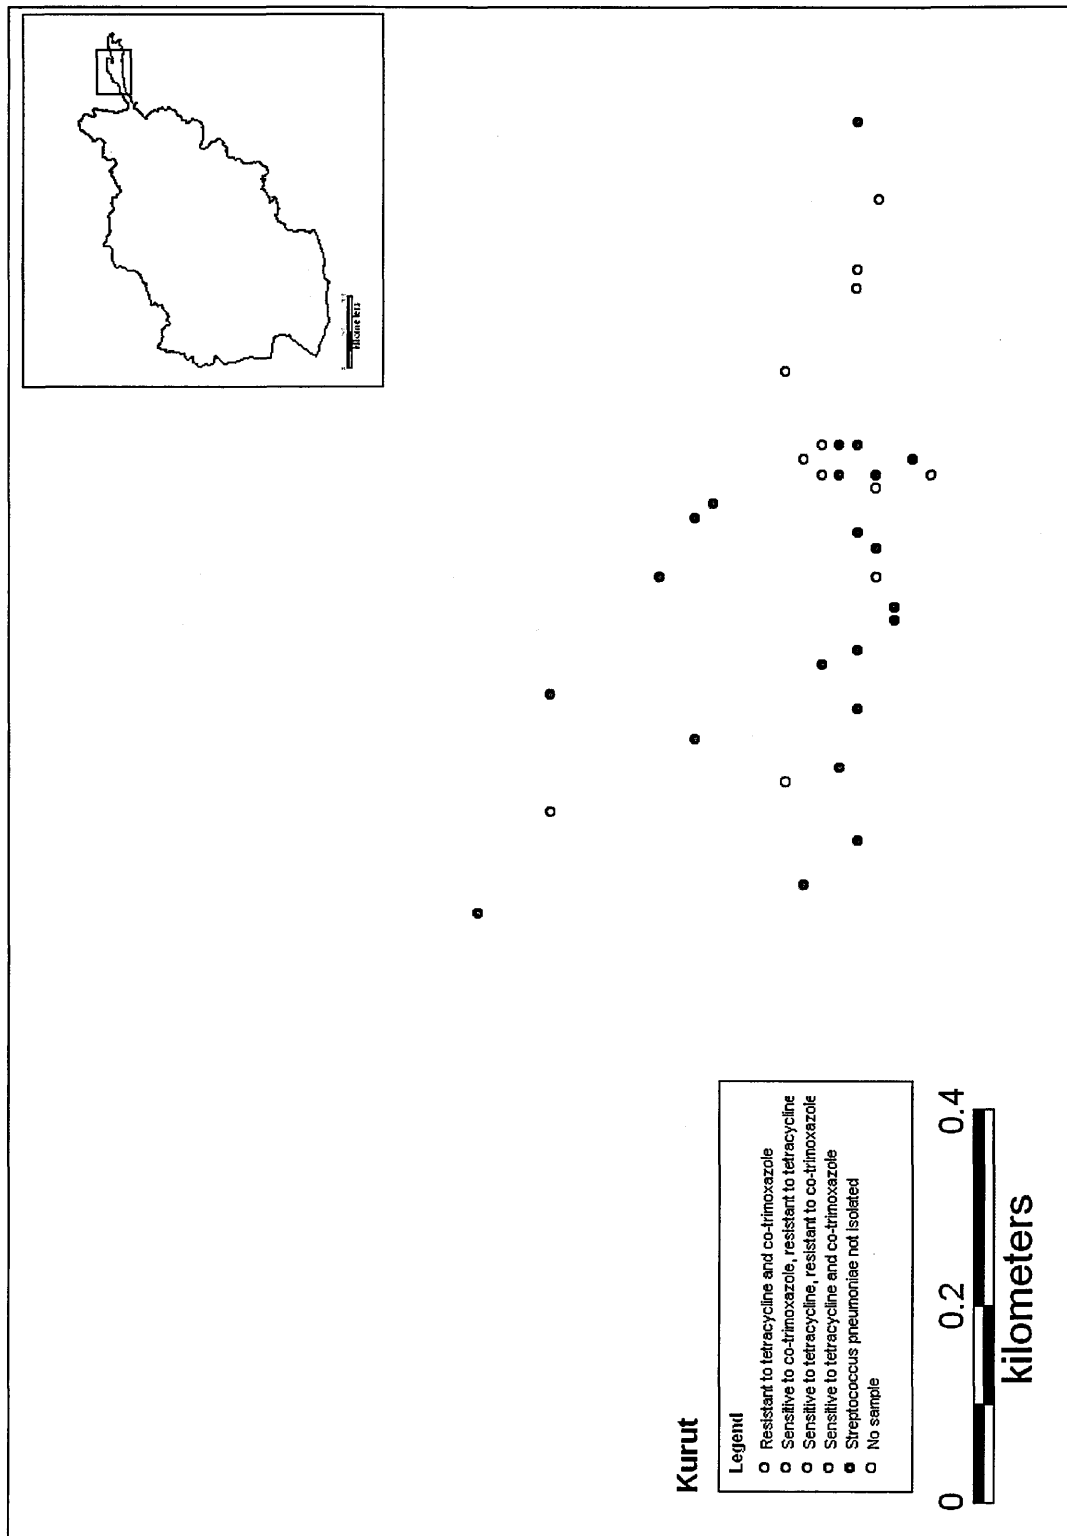 Kurut
Legend
Resistant to tetracycline and co-trimoxazole
Sensitive to co-trimoxazole, resistant to tetracycline
Sensitive to tetracycline, resistant to co-trimoxazole
Sensitive to tetracycline and co-trimoxazole
Streptococcus pneumoniae not isolated
No sample
0 0.2 0.4
kilometers
kilometers